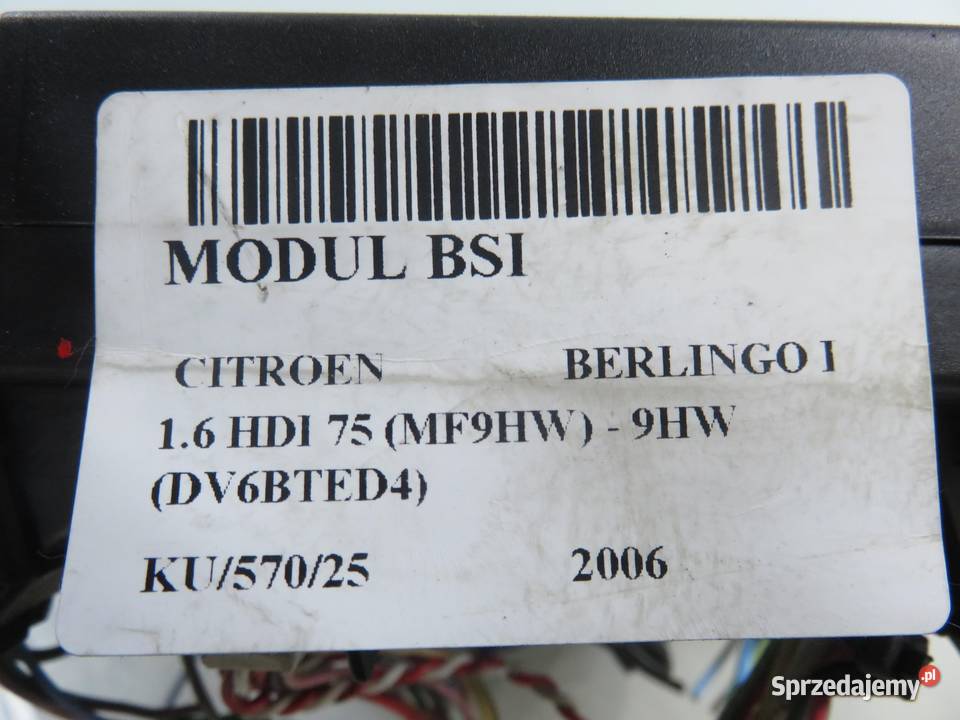 MODUL BSI
CITROEN BERLINGO I
1.6 HDI 75 (MF9HW) - 9HW
(DV6BTED4)
KU/570/25 2006
Sprzedajemy.pl